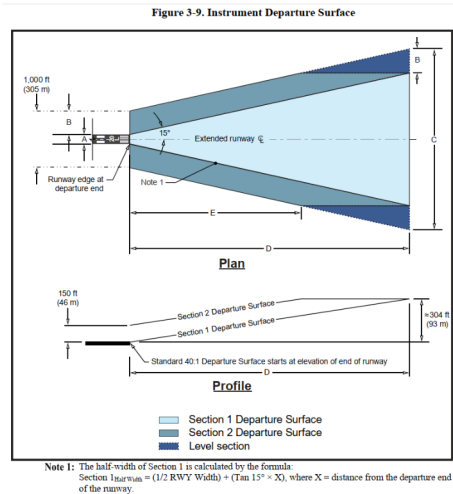 Figure 3-9. Instrument Departure Surface
1,000 ft
(305 m)
B
A
15°
Extended runway ℄
B
C
Runway edge at
departure end
Note 1
E
D
Plan
150 ft
(46 m)
Section 2 Departure Surface
Section 1 Departure Surface
≈304 ft
(93 m)
Standard 40:1 Departure Surface starts at elevation of end of runway
D
Profile
Section 1 Departure Surface
Section 2 Departure Surface
Level section
Note 1: The half-width of Section 1 is calculated by the formula:
Section 1Half Width = (1/2 RWY Width) + (Tan 15° × X), where X = distance from the departure end
of the runway.